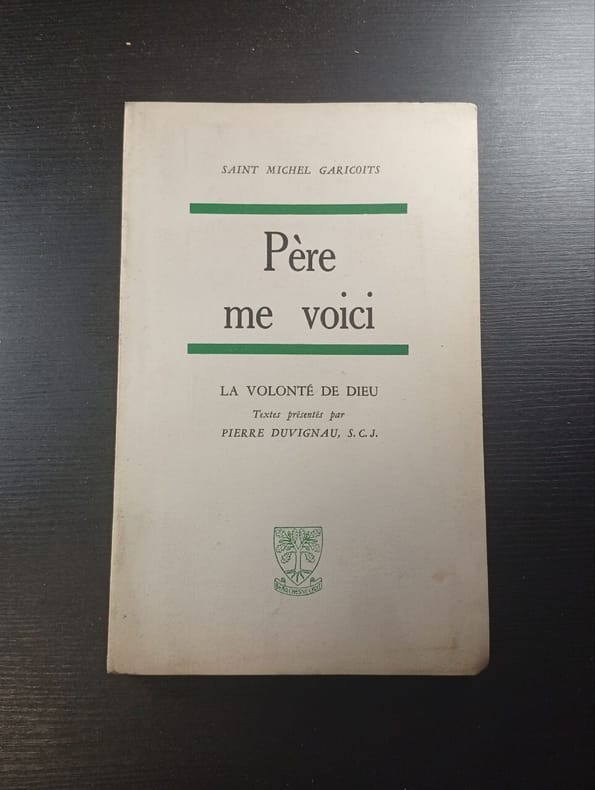 SAINT MICHEL GARICOITS
Père
me voici
LA VOLONTÉ DE DIEU
Textes présentés par
PIERRE DUVIGNAU, S.C.J.